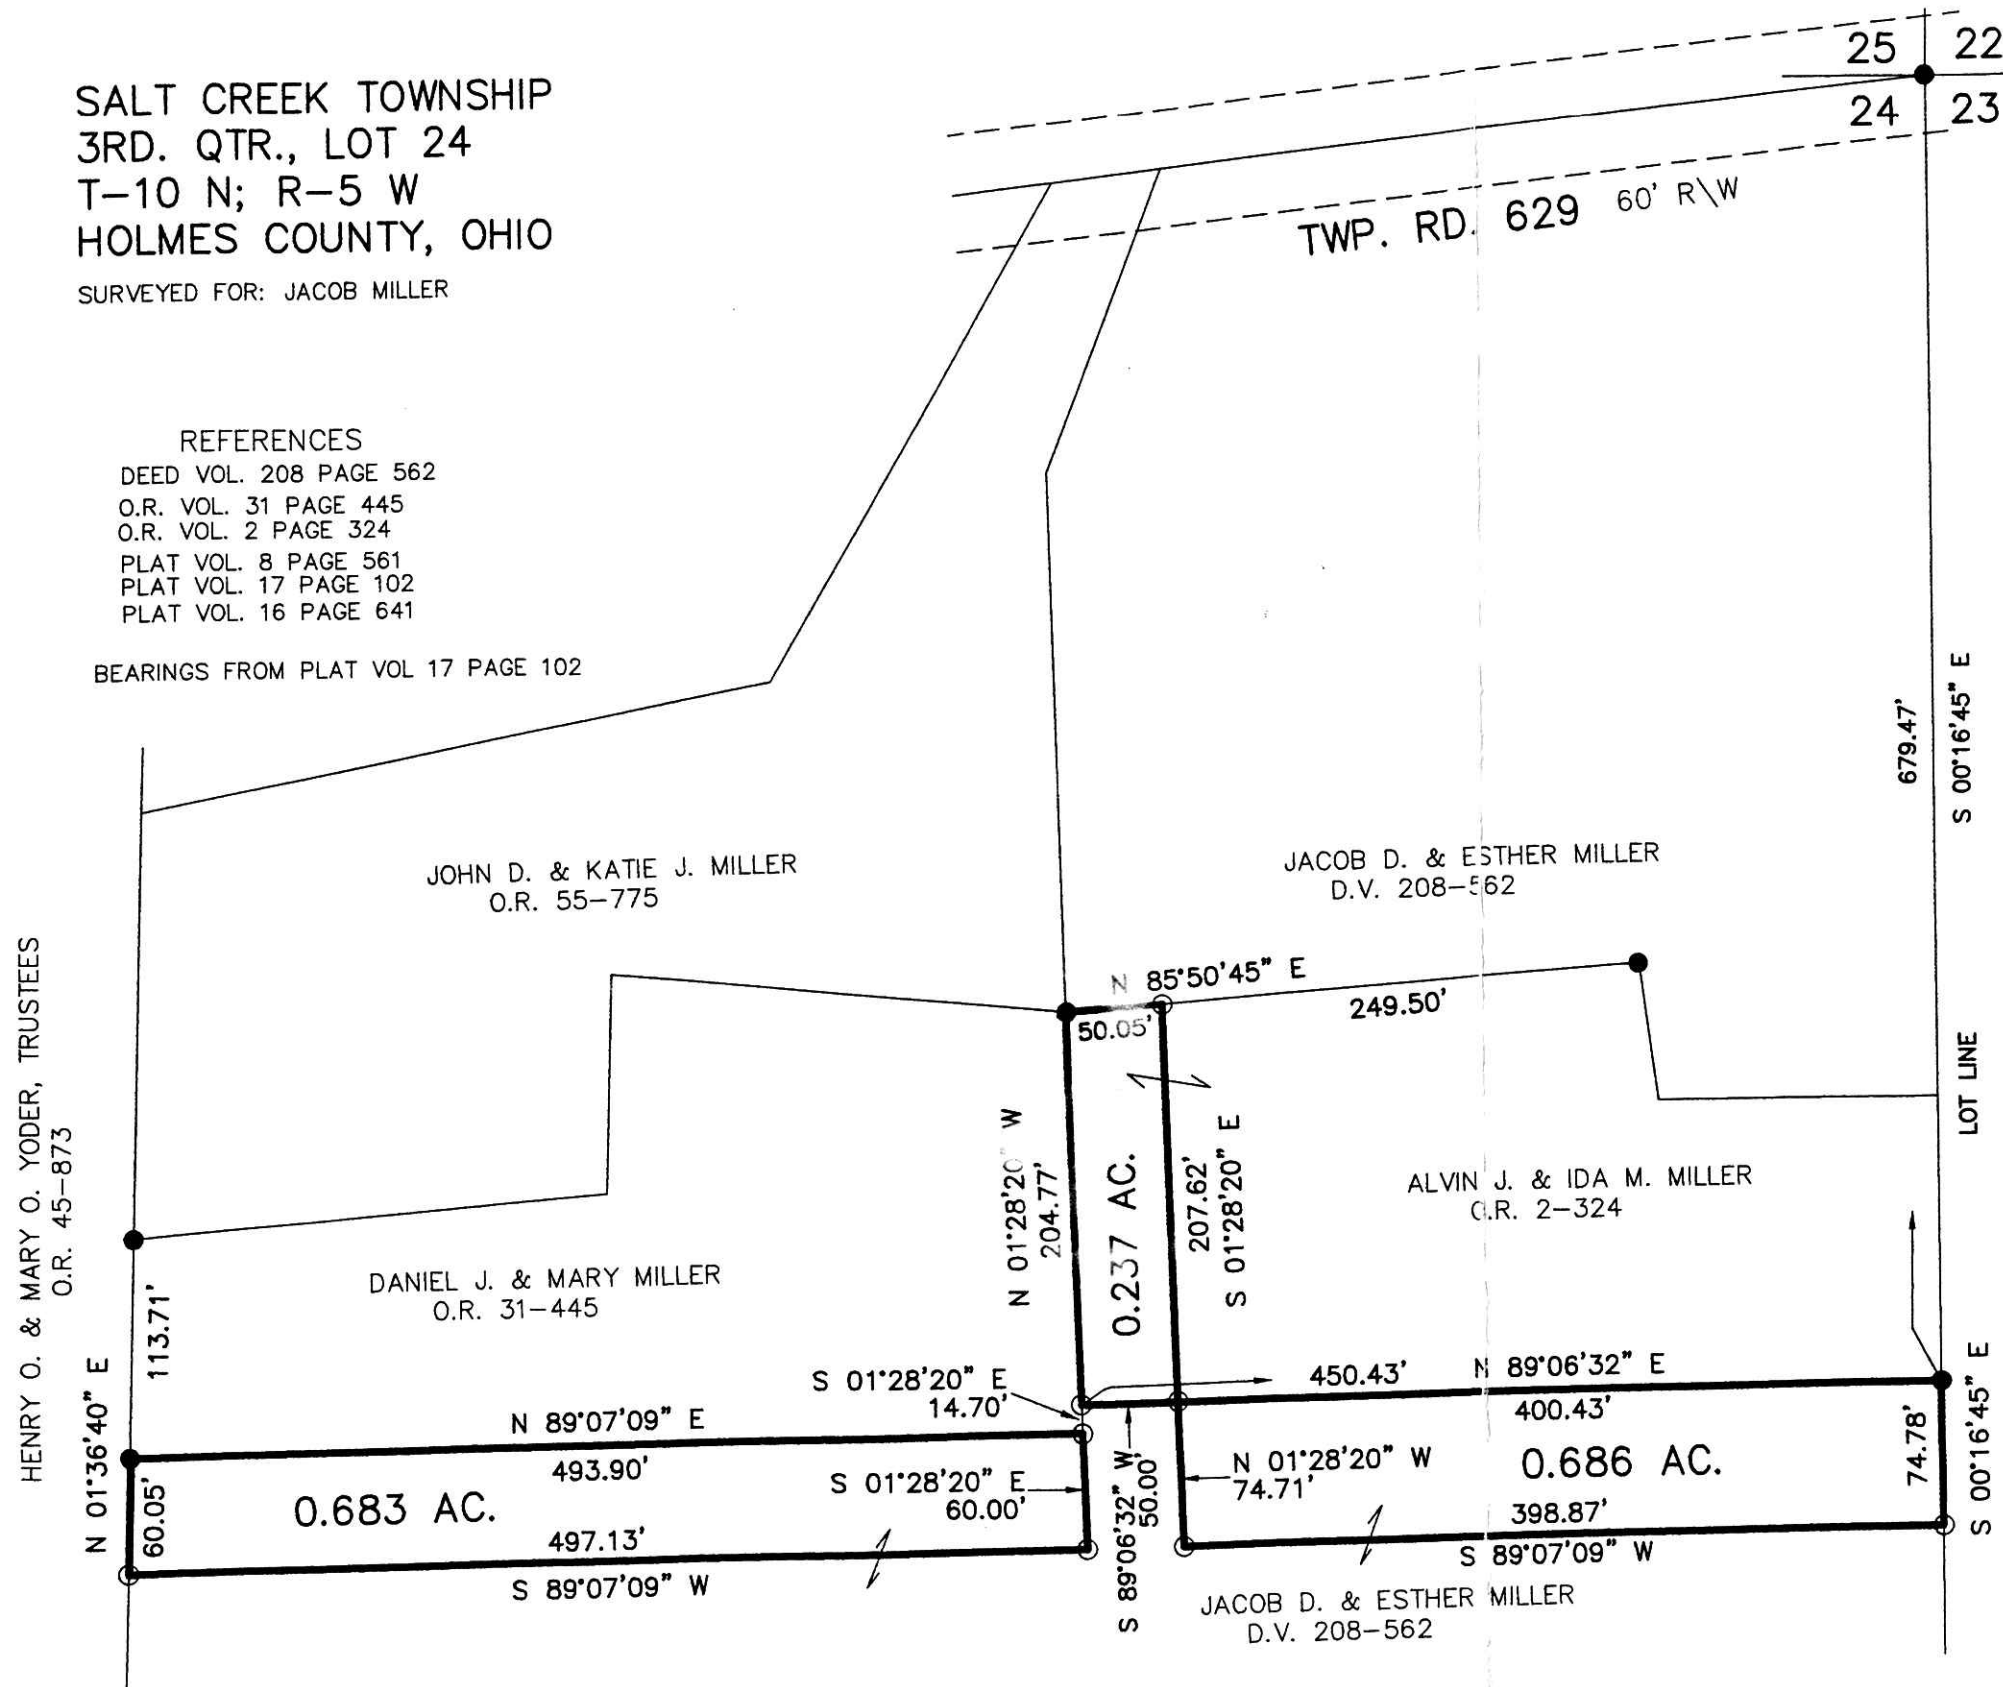 25 22
24 23
SALT CREEK TOWNSHIP
3RD. QTR., LOT 24
T-10 N; R-5 W
HOLMES COUNTY, OHIO
SURVEYED FOR: JACOB MILLER
TWP. RD. 629 60' R\W
REFERENCES
DEED VOL. 208 PAGE 562
O.R. VOL. 31 PAGE 445
O.R. VOL. 2 PAGE 324
PLAT VOL. 8 PAGE 561
PLAT VOL. 17 PAGE 102
PLAT VOL. 16 PAGE 641
BEARINGS FROM PLAT VOL 17 PAGE 102
679.47'
S 00°16'45" E
LOT LINE
JOHN D. & KATIE J. MILLER
O.R. 55-775
JACOB D. & ESTHER MILLER
D.V. 208-562
HENRY O. & MARY O. YODER, TRUSTEES
O.R. 45-873
N 85°50'45" E
50.05'
249.50'
N 01°28'20" W
204.77'
0.237 AC.
207.62'
S 01°28'20" E
ALVIN J. & IDA M. MILLER
O.R. 2-324
DANIEL J. & MARY MILLER
O.R. 31-445
113.71'
N 01°36'40" E
60.05'
S 01°28'20" E
14.70'
450.43' N 89°06'32" E
400.43'
N 89°07'09" E
493.90'
0.683 AC.
S 01°28'20" E
60.00'
497.13'
S 89°07'09" W
S 89°06'32" W
50.00'
N 01°28'20" W
74.71'
0.686 AC.
74.78'
S 00°16'45" E
398.87'
S 89°07'09" W
JACOB D. & ESTHER MILLER
D.V. 208-562